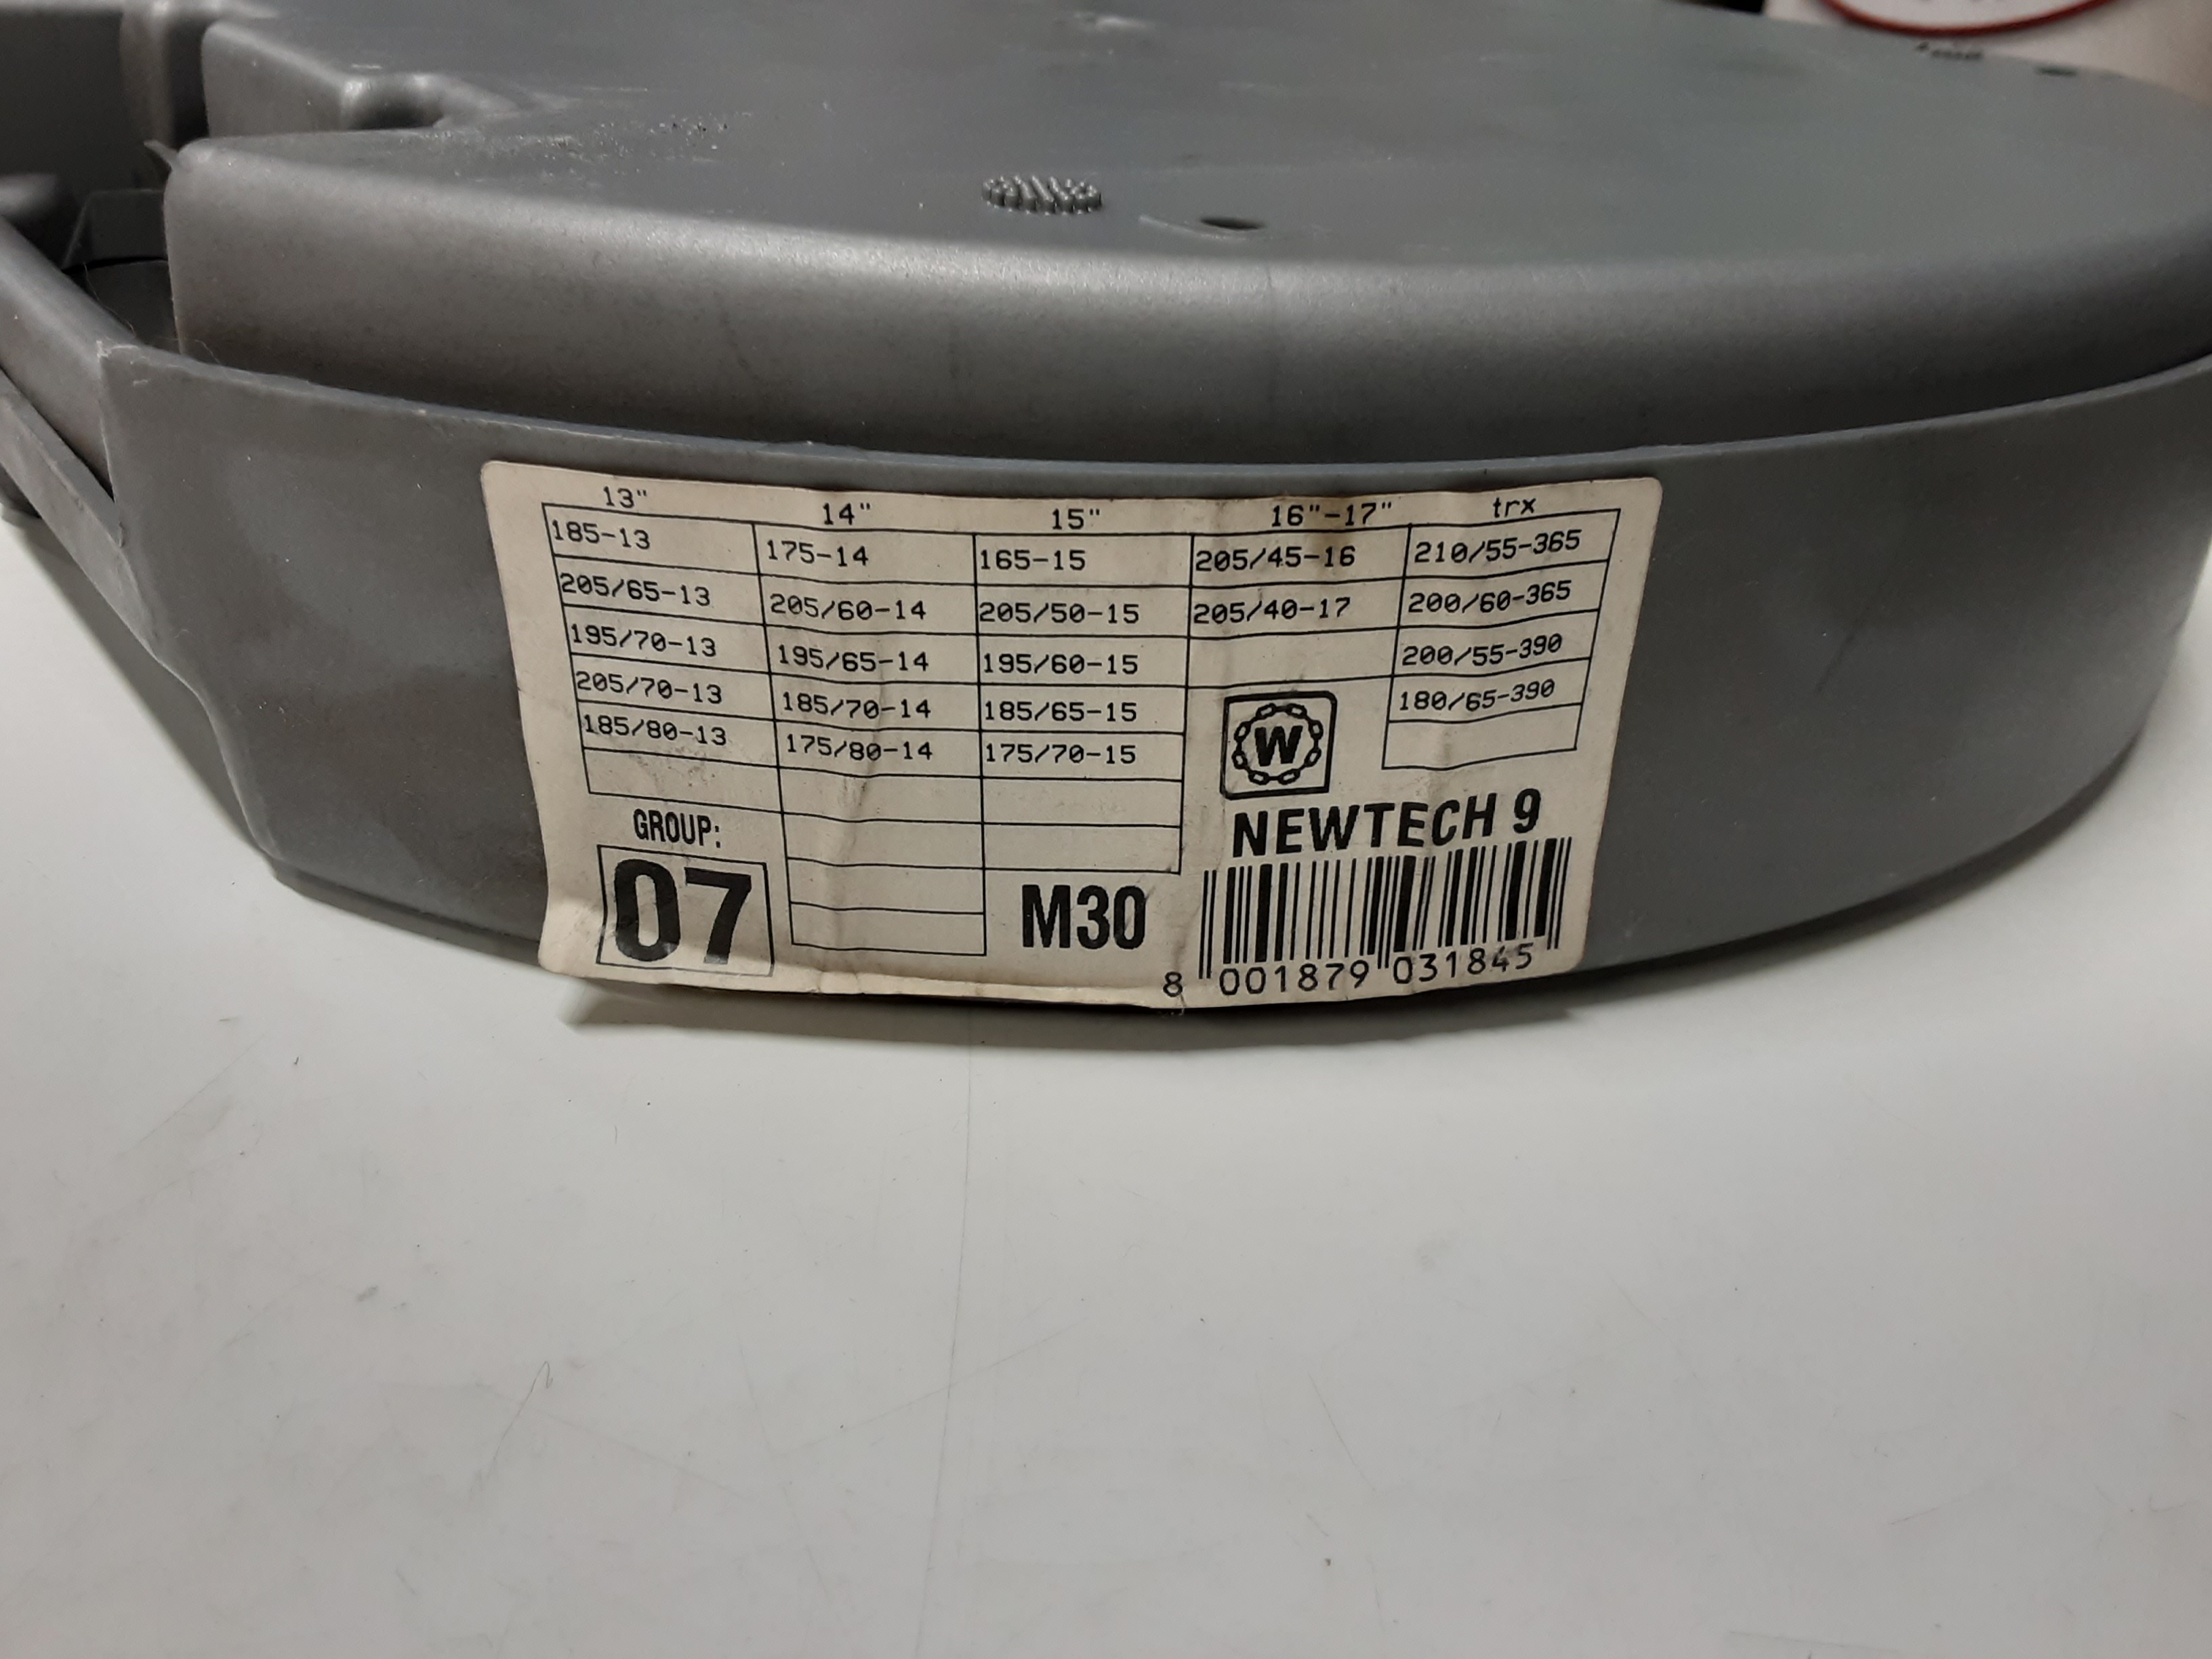 13" 14" 15" 16"-17" trx
185-13 175-14 165-15 205/45-16 210/55-365
205/65-13 205/60-14 205/50-15 205/40-17 200/60-365
195/70-13 195/65-14 195/60-15 200/55-390
205/70-13 185/70-14 185/65-15 180/65-390
185/80-13 175/80-14 175/70-15
W
NEWTECH 9
GROUP:
07
M30
8 001879 031845